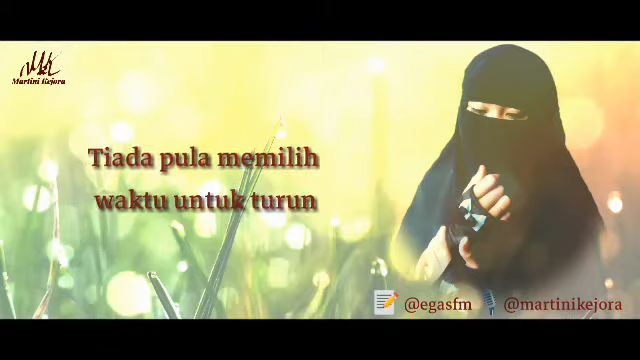 Martini Kejora
Tiada pula memilih
waktu untuk turun
@egasfm @martinikejora